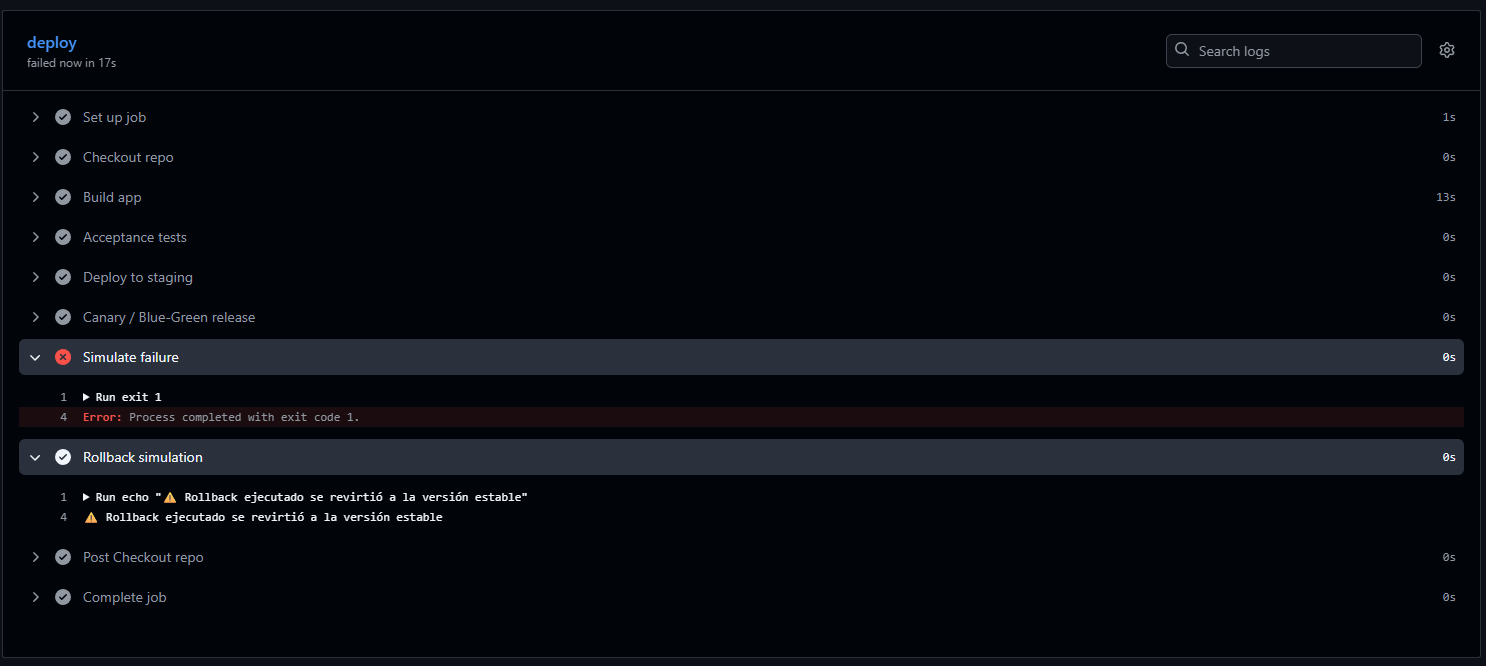 deploy
failed now in 17s
Search logs
Set up job 1s
Checkout repo 0s
Build app 13s
Acceptance tests 0s
Deploy to staging 0s
Canary / Blue-Green release 0s
Simulate failure 0s
1 ▶ Run exit 1
4 Error: Process completed with exit code 1.
Rollback simulation 0s
1 ▶ Run echo "⚠️ Rollback ejecutado se revirtió a la versión estable"
4 ⚠️ Rollback ejecutado se revirtió a la versión estable
Post Checkout repo 0s
Complete job 0s